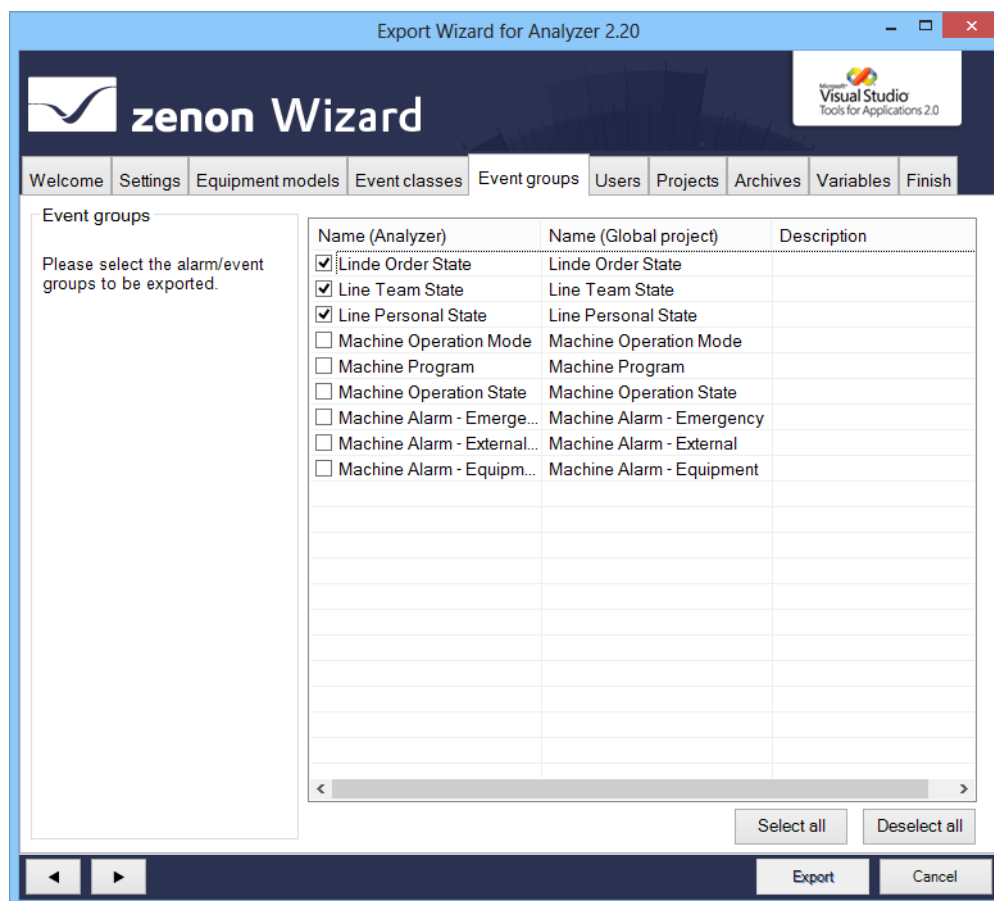 Export Wizard for Analyzer 2.20
zenon Wizard
Microsoft
Visual Studio
Tools for Applications 2.0
Welcome Settings Equipment models Event classes Event groups Users Projects Archives Variables Finish
Event groups
Please select the alarm/event
groups to be exported.
Name (Analyzer) Name (Global project) Description
Linde Order State Linde Order State
Line Team State Line Team State
Line Personal State Line Personal State
Machine Operation Mode Machine Operation Mode
Machine Program Machine Program
Machine Operation State Machine Operation State
Machine Alarm - Emerge... Machine Alarm - Emergency
Machine Alarm - External... Machine Alarm - External
Machine Alarm - Equipm... Machine Alarm - Equipment
Select all Deselect all
Export Cancel